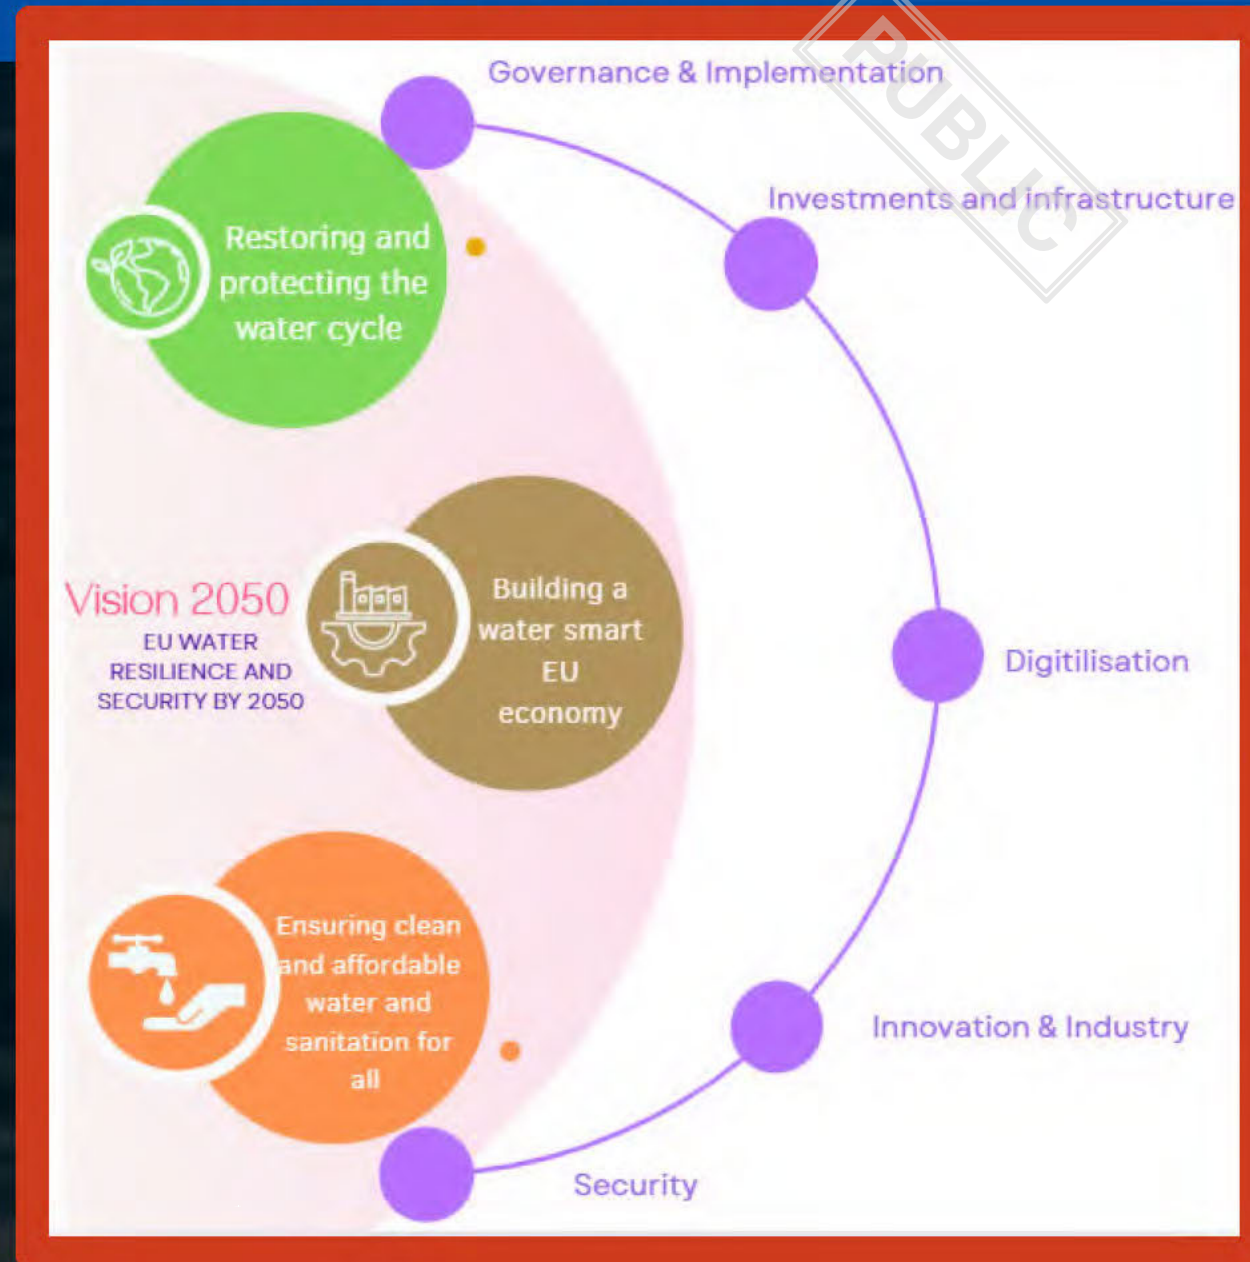 Governance & Implementation
PUBLIC
Investments and infrastructure
Restoring and
protecting the
water cycle
Vision 2050
EU WATER
RESILIENCE AND
SECURITY BY 2050
Building a
water smart
EU
economy
Digitilisation
Ensuring clean
and affordable
water and
sanitation for
all
Innovation & Industry
Security